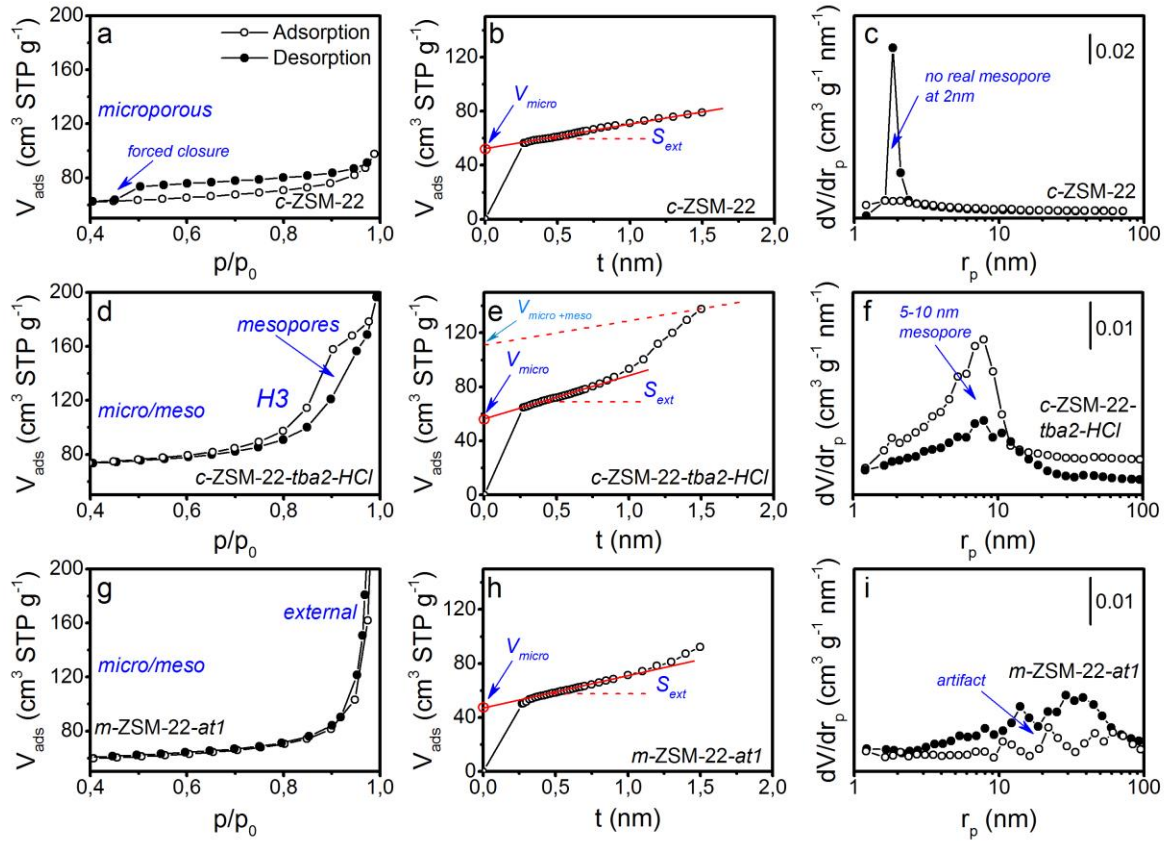 a
Adsorption
Desorption
microporous
forced closure
c-ZSM-22
V_ads (cm³ STP g⁻¹)
200
160
120
80
0,4 0,6 0,8 1,0
p/p₀
b
V_micro
S_ext
c-ZSM-22
V_ads (cm³ STP g⁻¹)
140
80
40
0
0,0 0,5 1,0 1,5 2,0
t (nm)
c
0.02
no real mesopore
at 2nm
c-ZSM-22
dV/dr_p (cm³ g⁻¹ nm⁻¹)
1 10 100
r_p (nm)
d
mesopores
H3
micro/meso
c-ZSM-22-tba2-HCl
V_ads (cm³ STP g⁻¹)
200
160
120
80
0,4 0,6 0,8 1,0
p/p₀
e
V_micro+meso
V_micro
S_ext
c-ZSM-22-tba2-HCl
V_ads (cm³ STP g⁻¹)
140
80
40
0
0,0 0,5 1,0 1,5 2,0
t (nm)
f
5-10 nm
mesopore
0.01
c-ZSM-22-
tba2-HCl
dV/dr_p (cm³ g⁻¹ nm⁻¹)
1 10 100
r_p (nm)
g
external
micro/meso
m-ZSM-22-at1
V_ads (cm³ STP g⁻¹)
200
160
120
80
0,4 0,6 0,8 1,0
p/p₀
h
V_micro
S_ext
m-ZSM-22-at1
V_ads (cm³ STP g⁻¹)
140
80
40
0
0,0 0,5 1,0 1,5 2,0
t (nm)
i
0.01
m-ZSM-22-at1
artifact
dV/dr_p (cm³ g⁻¹ nm⁻¹)
1 10 100
r_p (nm)